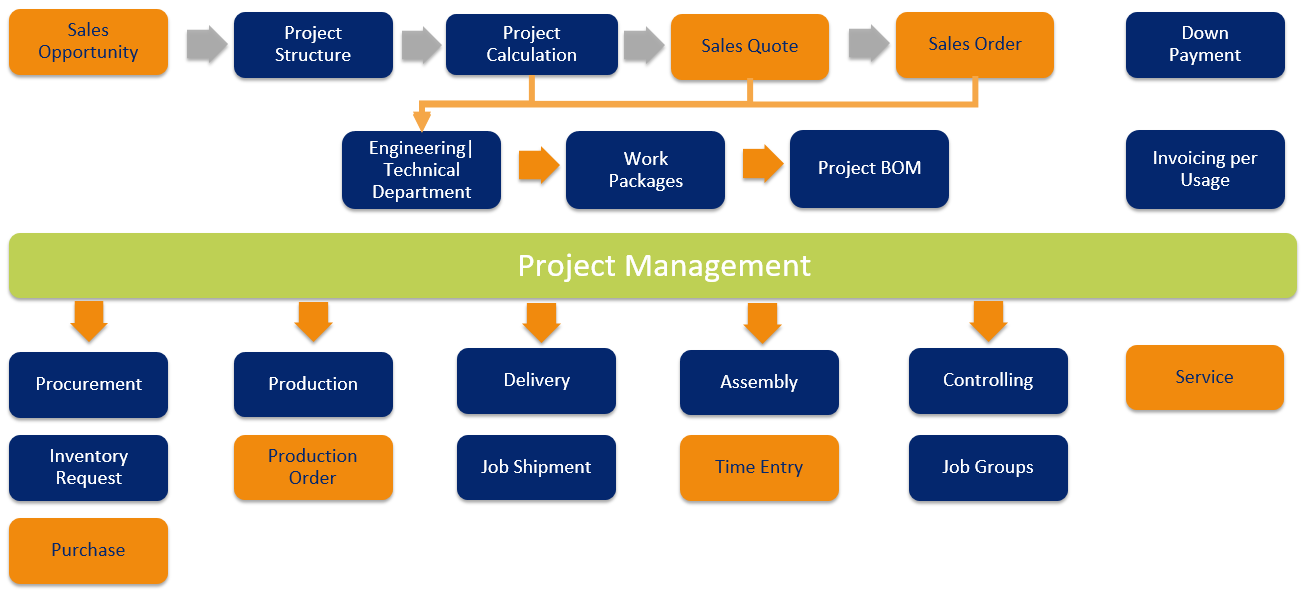 Sales
Opportunity
Project
Structure
Project
Calculation
Sales Quote
Sales Order
Down
Payment
Engineering|
Technical
Department
Work
Packages
Project BOM
Invoicing per
Usage
Project Management
Procurement
Production
Delivery
Assembly
Controlling
Service
Inventory
Request
Production
Order
Job Shipment
Time Entry
Job Groups
Purchase